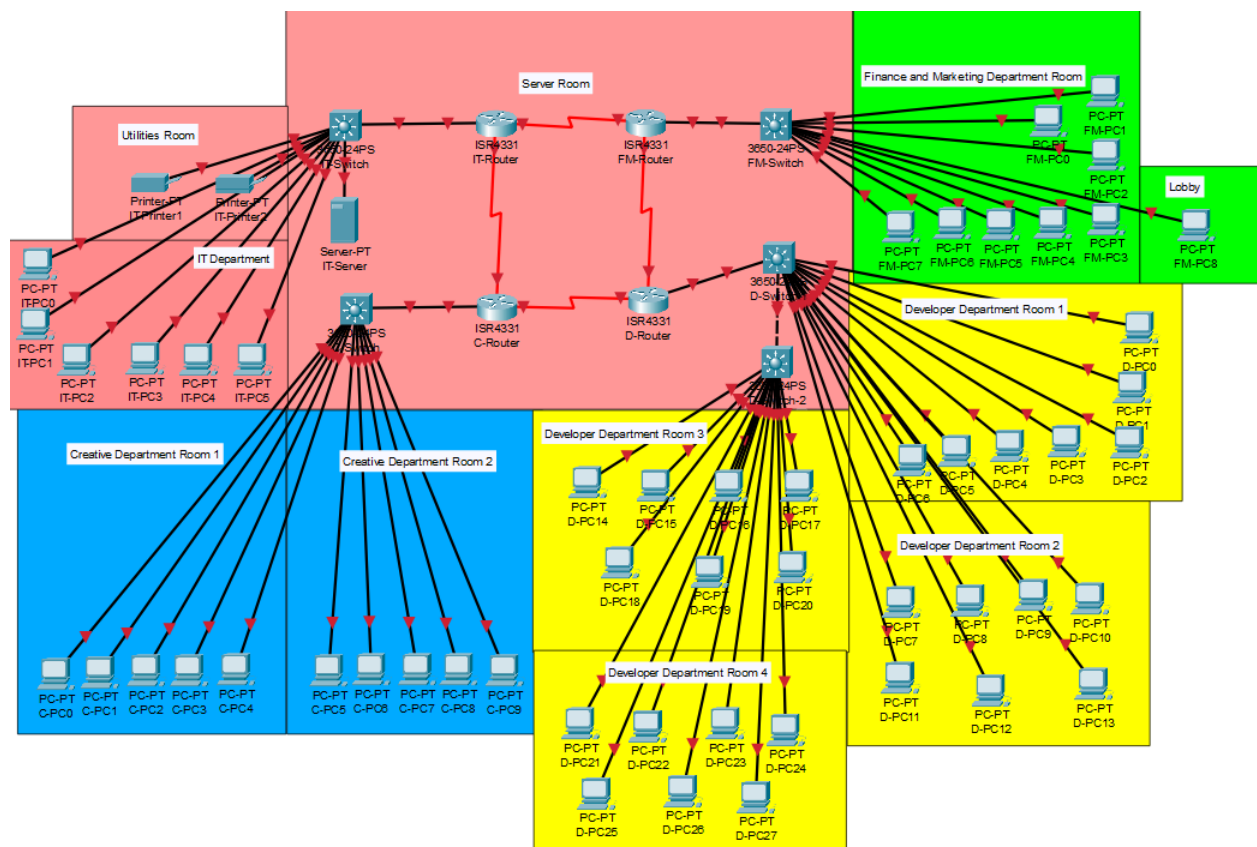 Server Room
Finance and Marketing Department Room
Utilities Room
Lobby
IT Department
3650-24PS
IT-Switch
ISR4331
IT-Router
ISR4331
FM-Router
3650-24PS
FM-Switch
PC-PT
FM-PC1
PC-PT
FM-PC0
PC-PT
FM-PC2
PC-PT
FM-PC7
PC-PT
FM-PC6
PC-PT
FM-PC5
PC-PT
FM-PC4
PC-PT
FM-PC3
PC-PT
FM-PC8
Printer-PT
IT-Printer1
Printer-PT
IT-Printer2
Server-PT
IT-Server
PC-PT
IT-PC0
PC-PT
IT-PC1
PC-PT
IT-PC2
PC-PT
IT-PC3
PC-PT
IT-PC4
PC-PT
IT-PC5
ISR4331
C-Router
ISR4331
D-Router
3650-24PS
Developer Department Room 1
PC-PT
D-PC0
PC-PT
D-PC1
PC-PT
D-PC2
PC-PT
D-PC3
PC-PT
D-PC4
PC-PT
D-PC5
PC-PT
D-PC6
Creative Department Room 1
Creative Department Room 2
Developer Department Room 3
PC-PT
D-PC14
PC-PT
D-PC15
PC-PT
D-PC16
PC-PT
D-PC17
PC-PT
D-PC18
PC-PT
D-PC19
PC-PT
D-PC20
Developer Department Room 2
PC-PT
D-PC7
PC-PT
D-PC8
PC-PT
D-PC9
PC-PT
D-PC10
PC-PT
D-PC11
PC-PT
D-PC12
PC-PT
D-PC13
PC-PT
C-PC0
PC-PT
C-PC1
PC-PT
C-PC2
PC-PT
C-PC3
PC-PT
C-PC4
PC-PT
C-PC5
PC-PT
C-PC6
PC-PT
C-PC7
PC-PT
C-PC8
PC-PT
C-PC9
Developer Department Room 4
PC-PT
D-PC21
PC-PT
D-PC22
PC-PT
D-PC23
PC-PT
D-PC24
PC-PT
D-PC25
PC-PT
D-PC26
PC-PT
D-PC27